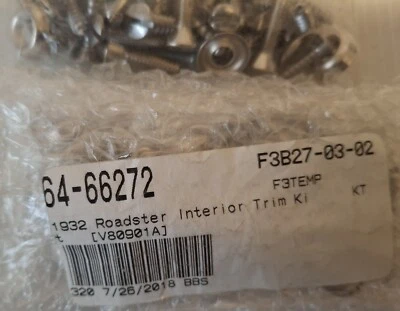 F3B27-03-02
64-66272
F3TEMP
1932 Roadster Interior Trim Ki KT
t [V80901A]
320 7/26/2018 BBS